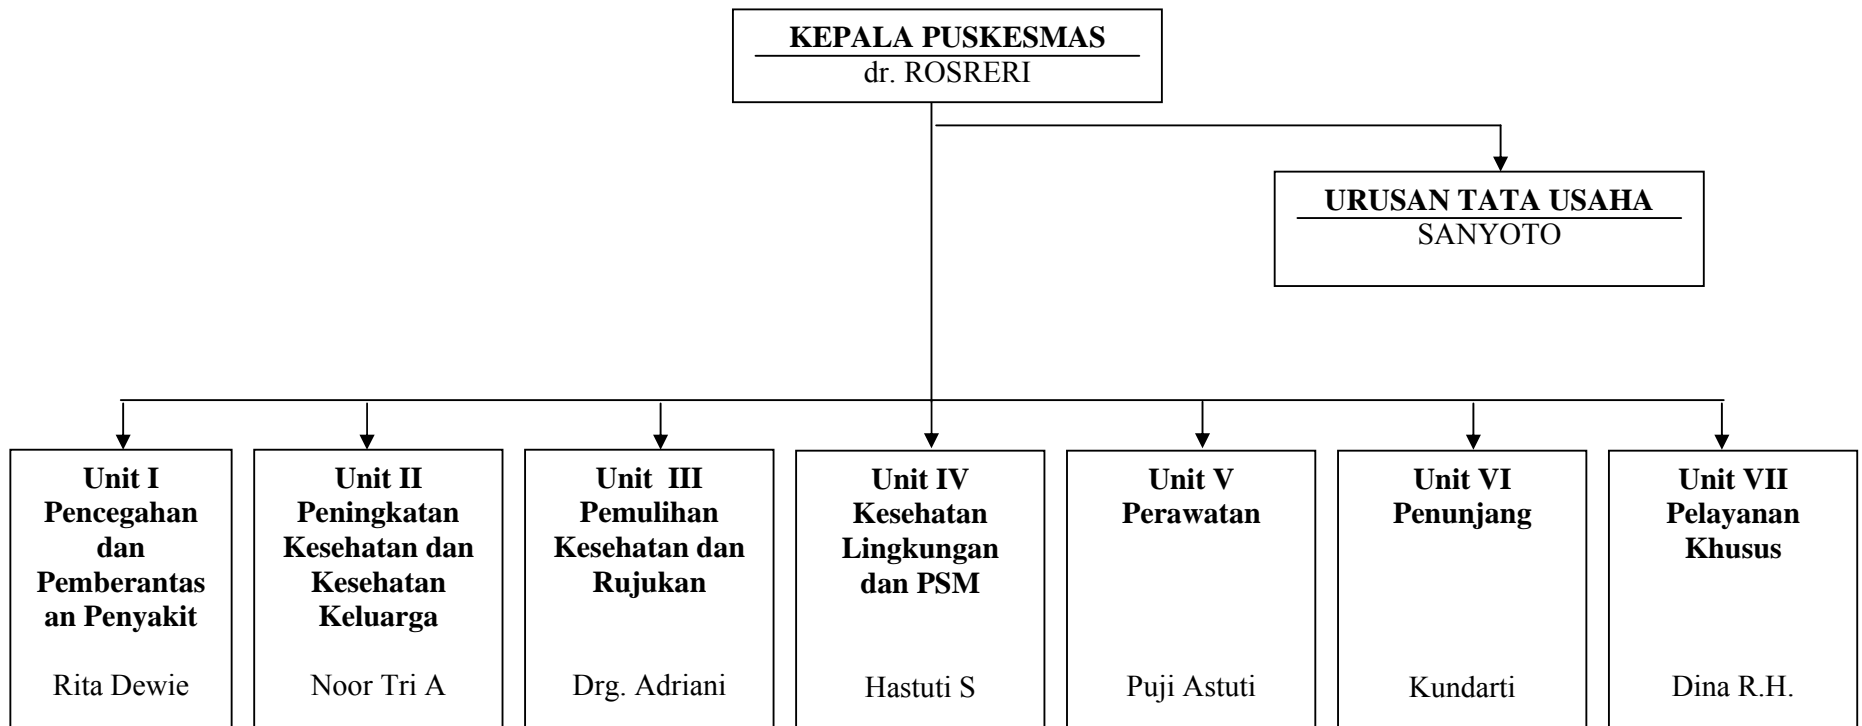 KEPALA PUSKESMAS
dr. ROSRERI
URUSAN TATA USAHA
SANYOTO
Unit I
Pencegahan
dan
Pemberantas
an Penyakit
Rita Dewie
Unit II
Peningkatan
Kesehatan dan
Kesehatan
Keluarga
Noor Tri A
Unit III
Pemulihan
Kesehatan dan
Rujukan
Drg. Adriani
Unit IV
Kesehatan
Lingkungan
dan PSM
Hastuti S
Unit V
Perawatan
Puji Astuti
Unit VI
Penunjang
Kundarti
Unit VII
Pelayanan
Khusus
Dina R.H.